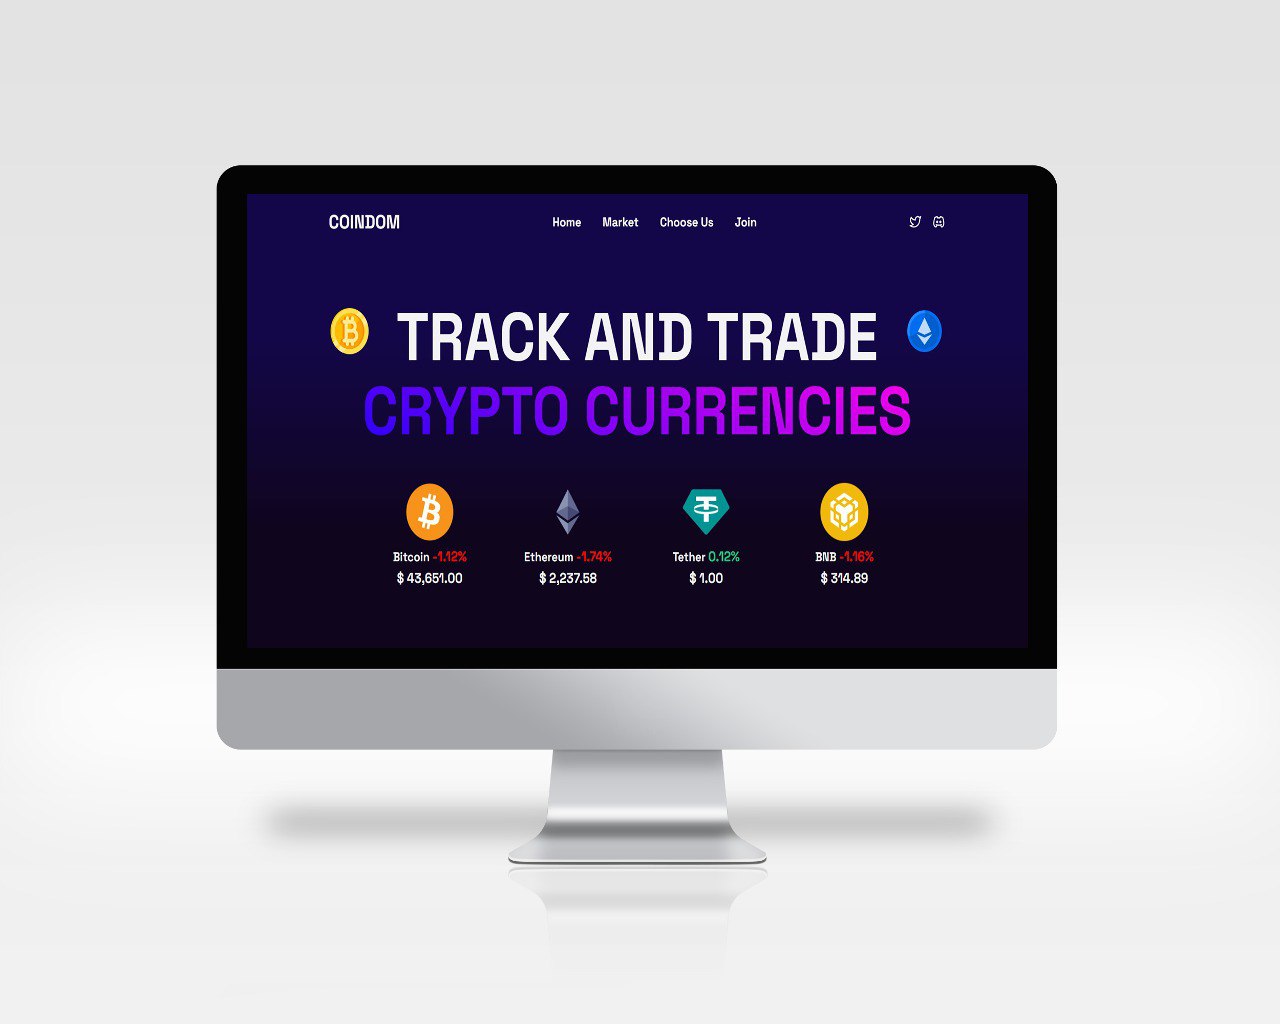 COINDOM Home Market Choose Us Join
TRACK AND TRADE
CRYPTO CURRENCIES
Bitcoin -1.12% Ethereum -1.74% Tether 0.12% BNB -1.16%
$ 43,651.00 $ 2,237.58 $ 1.00 $ 314.89